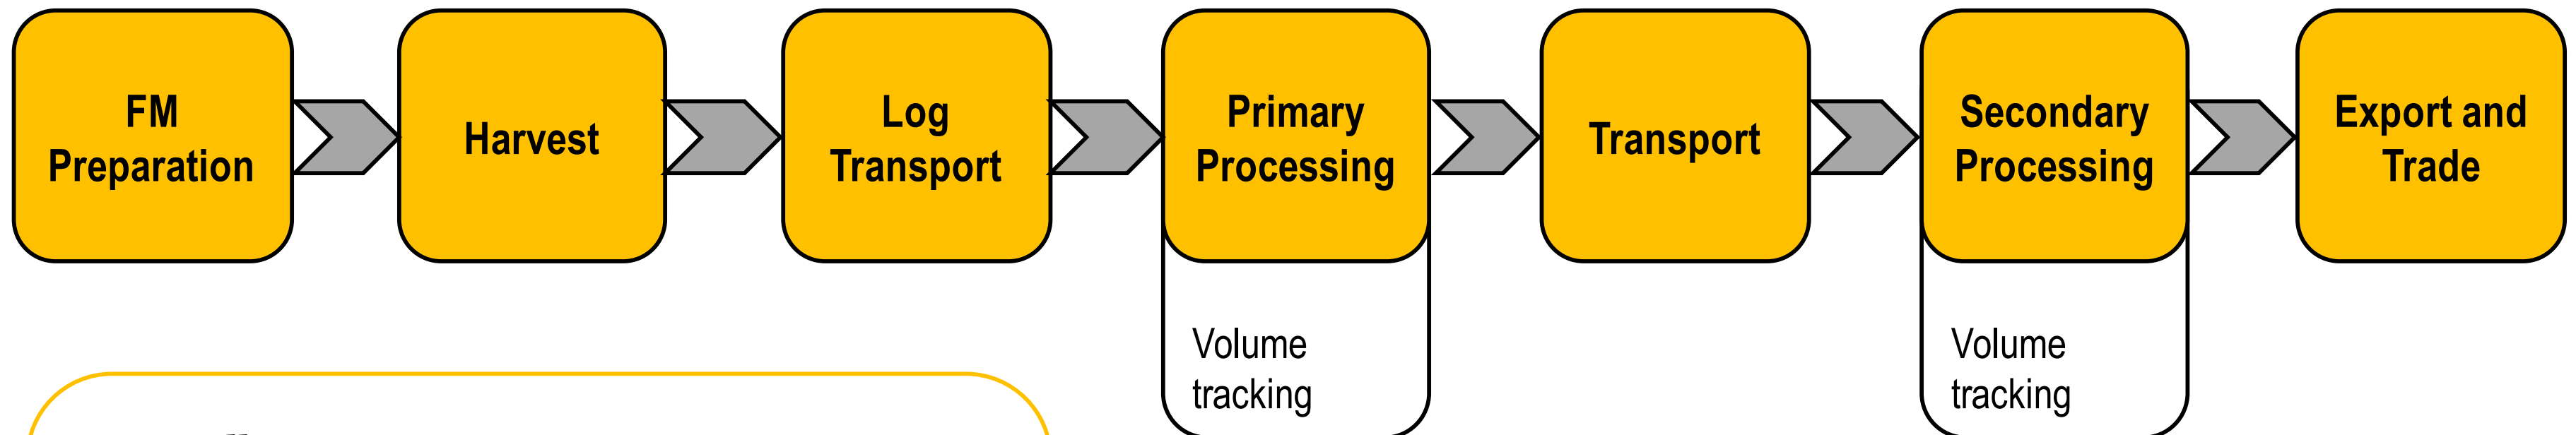 FM
Preparation
Harvest
Log
Transport
Primary
Processing
Transport
Secondary
Processing
Export and
Trade
Volume
tracking
Volume
tracking